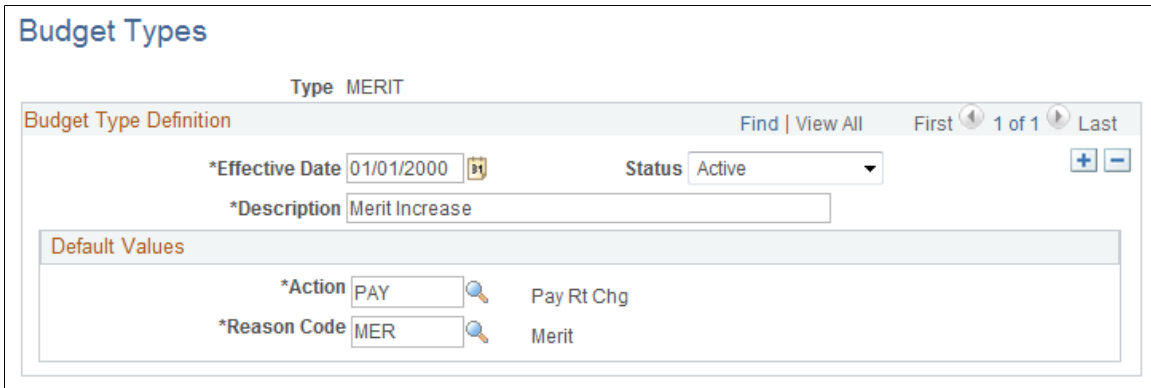 Budget Types
Type MERIT
Budget Type Definition Find | View All First 1 of 1 Last
*Effective Date 01/01/2000 31 Status Active
*Description Merit Increase
Default Values
*Action PAY Pay Rt Chg
*Reason Code MER Merit